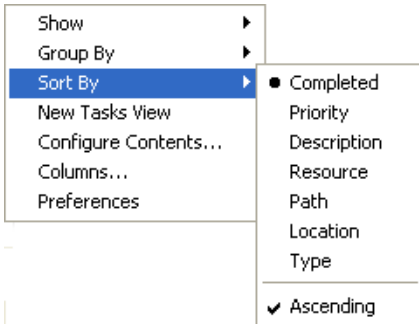 Show
Group By
Sort By
New Tasks View
Configure Contents...
Columns...
Preferences
Completed
Priority
Description
Resource
Path
Location
Type
Ascending